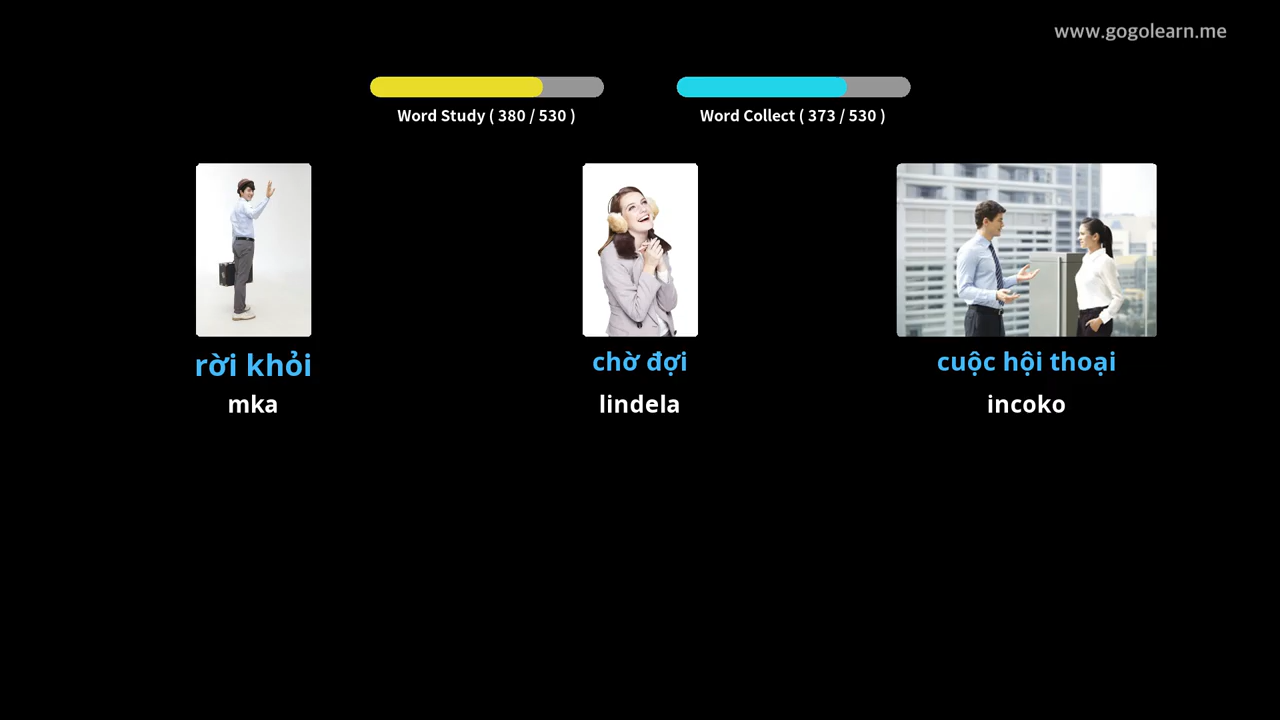 www.gogolearn.me
Word Study ( 380 / 530 )
Word Collect ( 373 / 530 )
rời khỏi
chờ đợi
cuộc hội thoại
mka
lindela
incoko